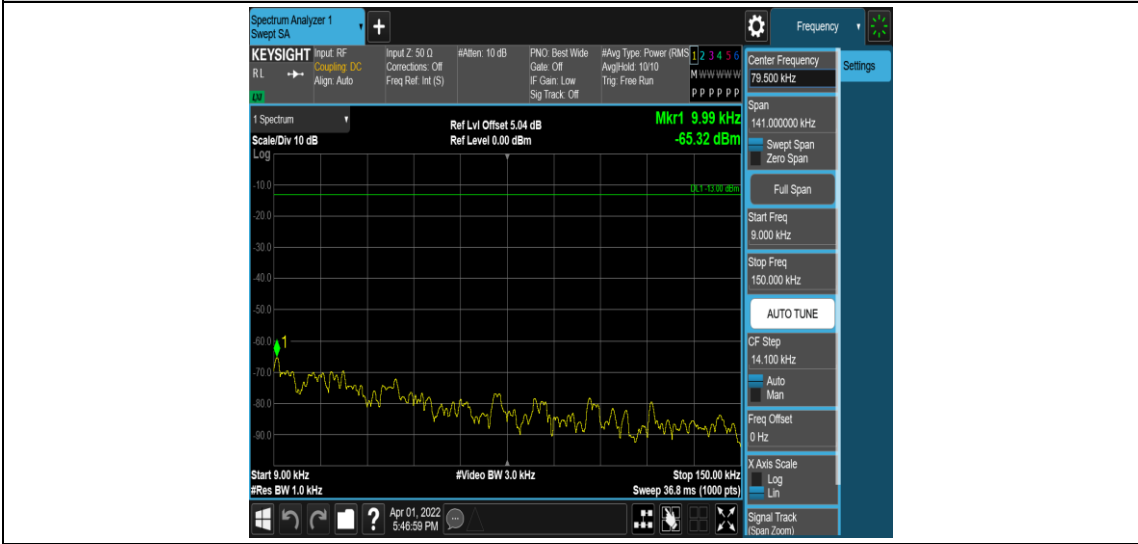 Spectrum Analyzer 1
Swept SA
+
Frequency
KEYSIGHT
RL
Input: RF
Coupling: DC
Align: Auto
Input Z: 50 Ω
Corrections: Off
Freq Ref: Int (S)
#Atten: 10 dB
PNO: Best Wide
Gate: Off
IF Gain: Low
Sig Track: Off
#Avg Type: Power (RMS
Avg|Hold: 10/10
Trig: Free Run
1 2 3 4 5 6
M W W W W W
P P P P P P
1 Spectrum
Scale/Div 10 dB
Log
Ref Lvl Offset 5.04 dB
Ref Level 0.00 dBm
Mkr1 9.99 kHz
-65.32 dBm
DL1 -13.00 dBm
-10.0
-20.0
-30.0
-40.0
-50.0
-60.0
1
-70.0
-80.0
-90.0
Start 9.00 kHz
#Res BW 1.0 kHz
#Video BW 3.0 kHz
Stop 150.00 kHz
Sweep 36.8 ms (1000 pts)
?
Apr 01, 2022
5:46:59 PM
Center Frequency
79.500 kHz
Settings
Span
141.000000 kHz
Swept Span
Zero Span
Full Span
Start Freq
9.000 kHz
Stop Freq
150.000 kHz
AUTO TUNE
CF Step
14.100 kHz
Auto
Man
Freq Offset
0 Hz
X Axis Scale
Log
Lin
Signal Track
(Span Zoom)